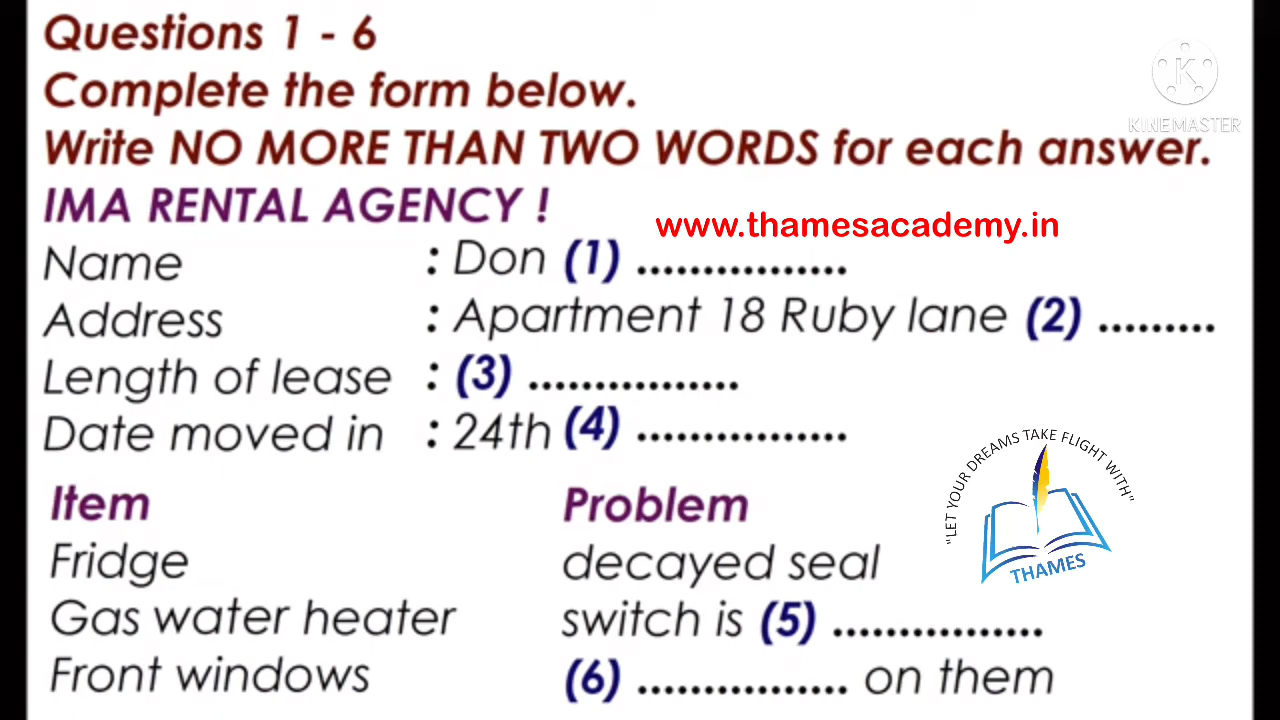 Questions 1 - 6
Complete the form below.
Write NO MORE THAN TWO WORDS for each answer.
KINEMASTER
IMA RENTAL AGENCY !
www.thamesacademy.in
Name : Don (1) ................
Address : Apartment 18 Ruby lane (2) .........
Length of lease : (3) ................
Date moved in : 24th (4) ................
"LET YOUR DREAMS TAKE FLIGHT WITH"
THAMES
Item Problem
Fridge decayed seal
Gas water heater switch is (5) ................
Front windows (6) ................ on them